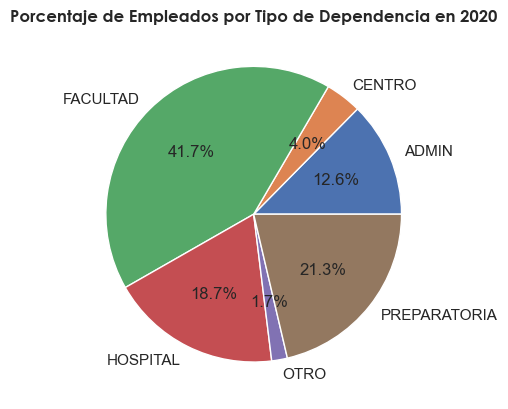 Porcentaje de Empleados por Tipo de Dependencia en 2020
CENTRO
FACULTAD
4.0%
41.7%
ADMIN
12.6%
21.3%
18.7%
1.7%
PREPARATORIA
HOSPITAL
OTRO